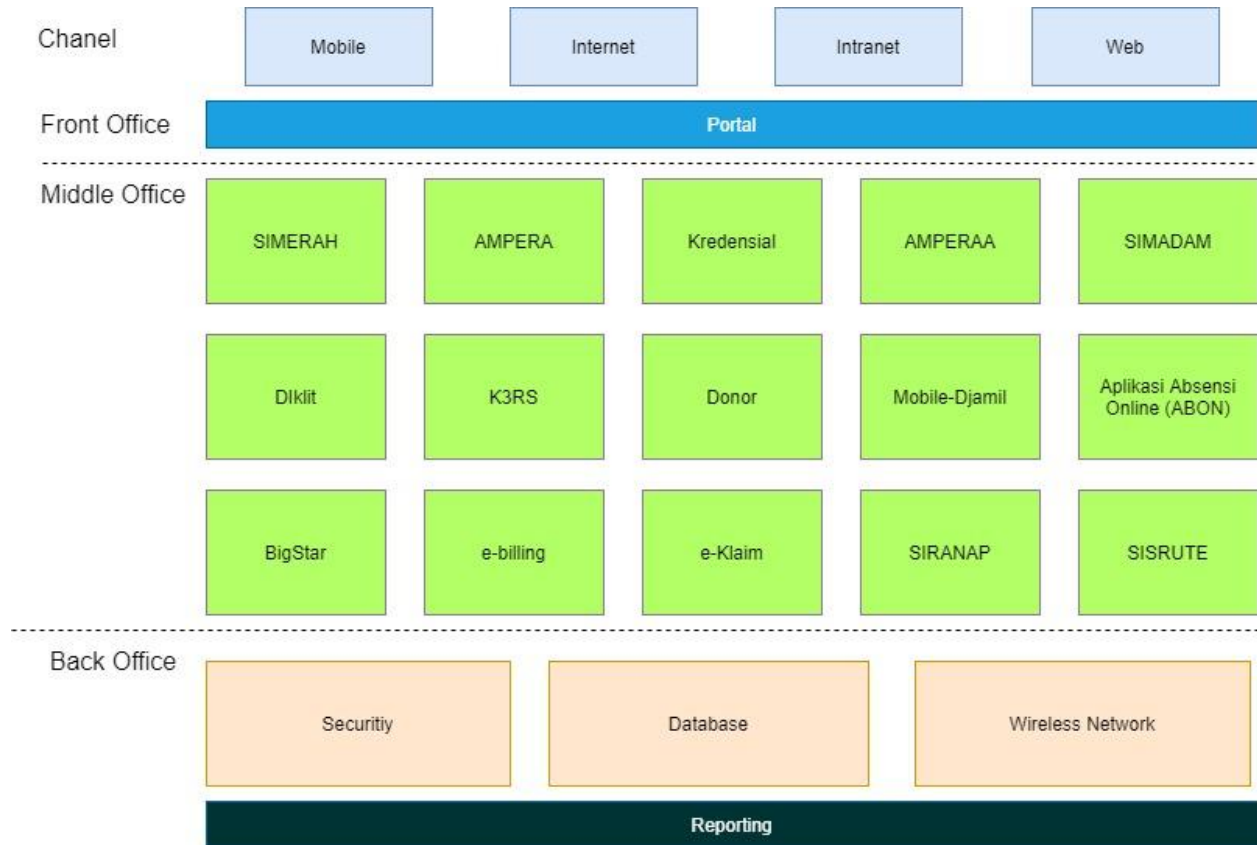 Chanel
Mobile
Internet
Intranet
Web
Front Office
Portal
Middle Office
SIMERAH
AMPERA
Kredensial
AMPERAA
SIMADAM
DIklit
K3RS
Donor
Mobile-Djamil
Aplikasi Absensi
Online (ABON)
BigStar
e-billing
e-Klaim
SIRANAP
SISRUTE
Back Office
Securitiy
Database
Wireless Network
Reporting